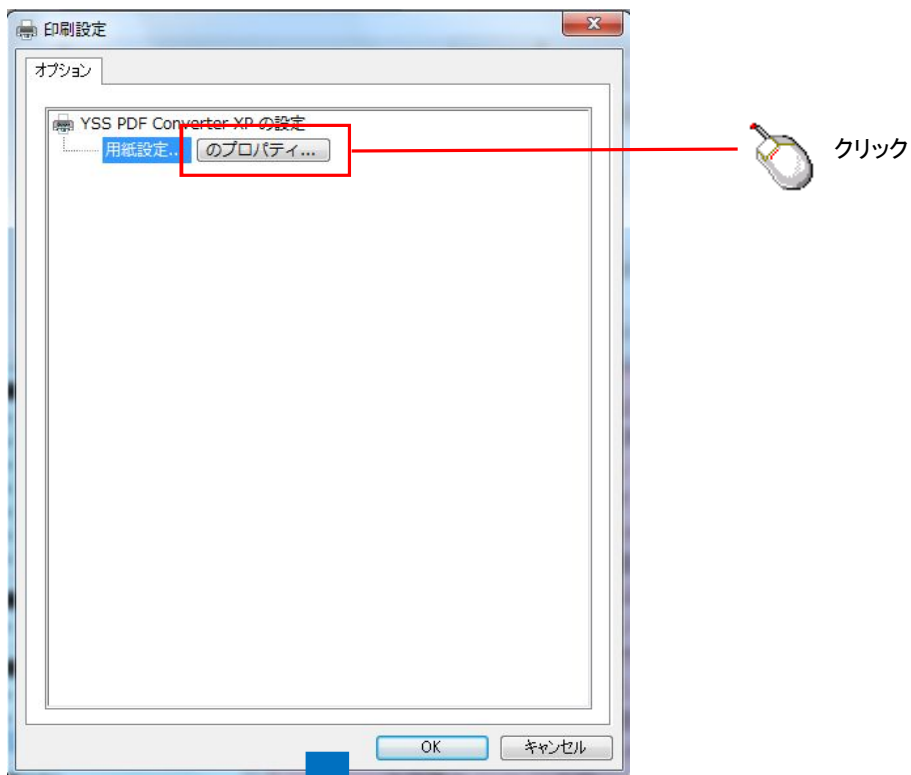 印刷設定
オプション
YSS PDF Converter XP の設定
用紙設定... のプロパティ...
クリック
OK キャンセル